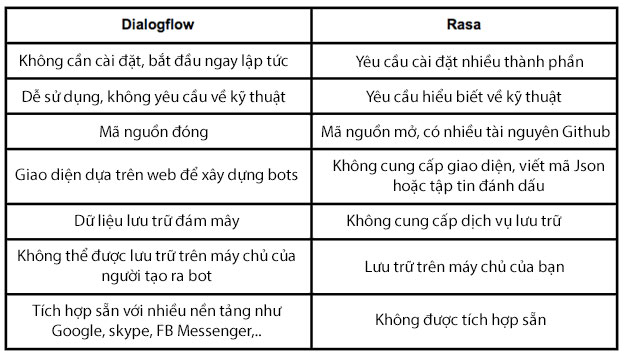 Dialogflow
Rasa
Không cần cài đặt, bắt đầu ngay lập tức
Yêu cầu cài đặt nhiều thành phần
Dễ sử dụng, không yêu cầu về kỹ thuật
Yêu cầu hiểu biết về kỹ thuật
Mã nguồn đóng
Mã nguồn mở, có nhiều tài nguyên Github
Giao diện dựa trên web để xây dựng bots
Không cung cấp giao diện, viết mã Json
hoặc tập tin đánh dấu
Dữ liệu lưu trữ đám mây
Không cung cấp dịch vụ lưu trữ
Không thể được lưu trữ trên máy chủ của
người tạo ra bot
Lưu trữ trên máy chủ của bạn
Tích hợp sẵn với nhiều nền tảng như
Google, skype, FB Messenger,..
Không được tích hợp sẵn